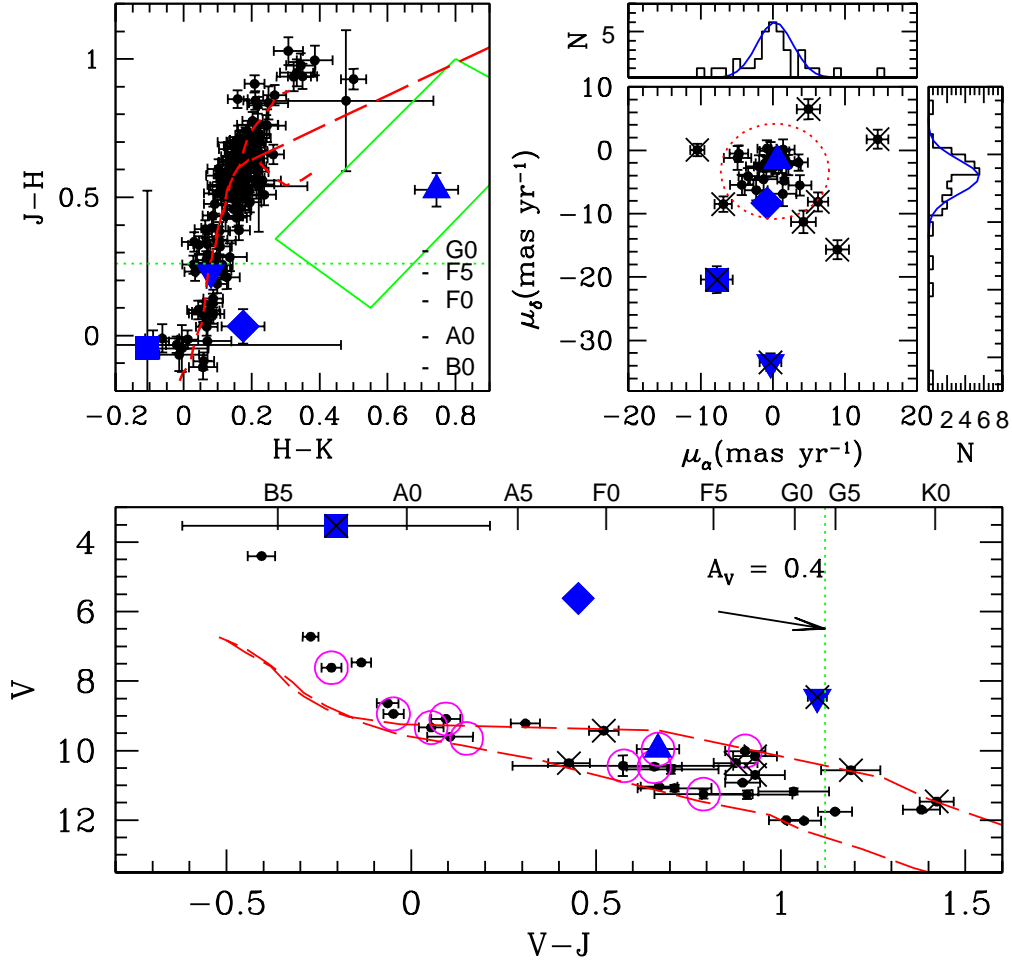 1
0.5
0
J−H
- G0
- F5
- F0
- A0
- B0
−0.2 0 0.2 0.4 0.6 0.8
H−K
5
N
10
0
−10
−20
−30
μδ(mas yr⁻¹)
−20 −10 0 10 20
μα(mas yr⁻¹)
2 4 6 8
N
B5 A0 A5 F0 F5 G0 G5 K0
4
6
8
10
12
V
AV = 0.4
−0.5 0 0.5 1 1.5
V−J